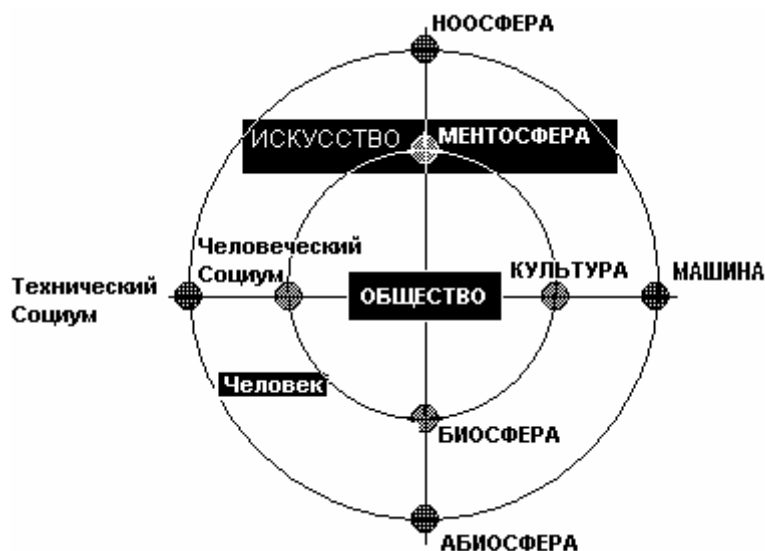 НООСФЕРА
ИСКУССТВО МЕНТОСФЕРА
Человеческий
Социум
КУЛЬТУРА
МАШИНА
Технический
Социум
ОБЩЕСТВО
Человек
БИОСФЕРА
АБИОСФЕРА